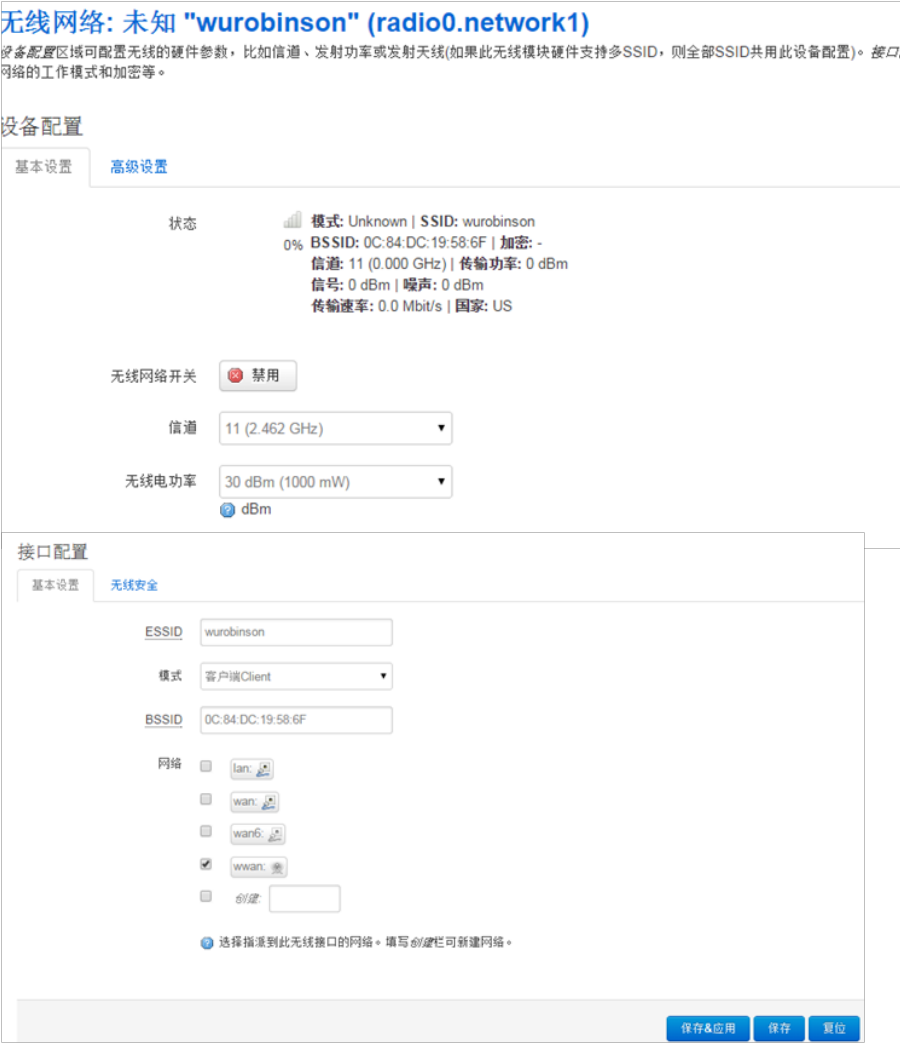 无线网络: 未知 "wurobinson" (radio0.network1)
设备配置区域可配置无线的硬件参数，比如信道、发射功率或发射天线(如果此无线模块硬件支持多SSID，则全部SSID共用此设备配置)。接口
网络的工作模式和加密等。
设备配置
基本设置 高级设置
状态
模式: Unknown | SSID: wurobinson
0% BSSID: 0C:84:DC:19:58:6F | 加密: -
信道: 11 (0.000 GHz) | 传输功率: 0 dBm
信号: 0 dBm | 噪声: 0 dBm
传输速率: 0.0 Mbit/s | 国家: US
无线网络开关 禁用
信道 11 (2.462 GHz)
无线电功率 30 dBm (1000 mW)
dBm
接口配置
基本设置 无线安全
ESSID wurobinson
模式 客户端Client
BSSID 0C:84:DC:19:58:6F
网络 lan:
wan:
wan6:
wwan:
创建:
选择指派到此无线接口的网络。填写创建栏可新建网络。
保存&应用 保存 复位